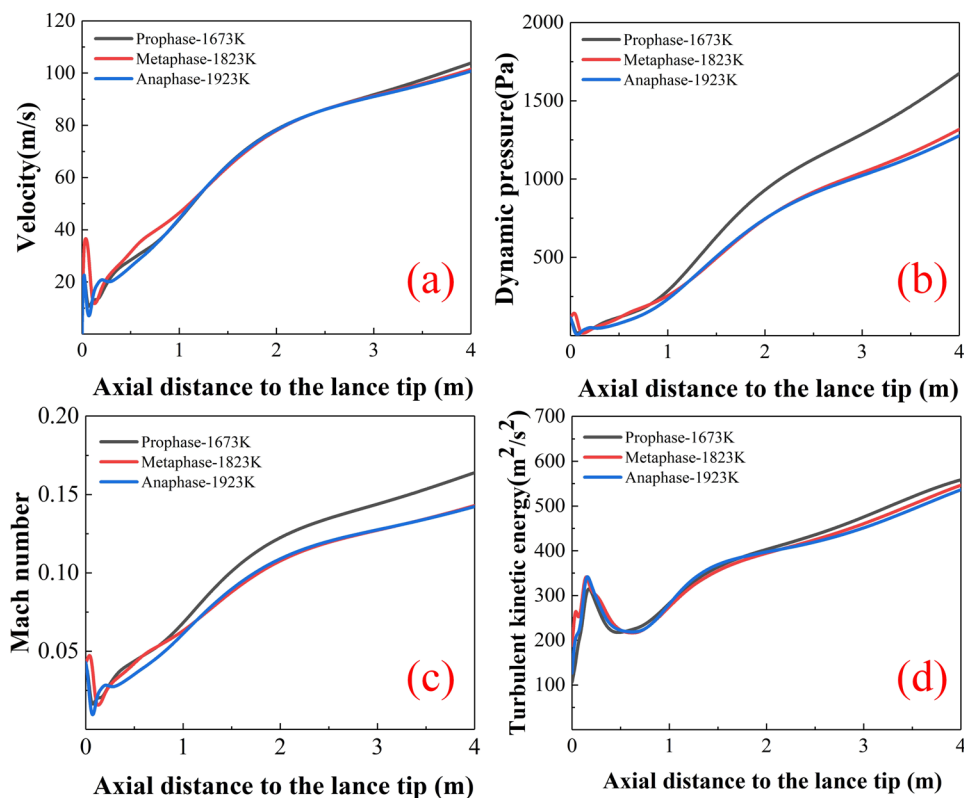 120
100
80
60
40
20
Velocity(m/s)
Prophase-1673K
Metaphase-1823K
Anaphase-1923K
(a)
0 1 2 3 4
Axial distance to the lance tip (m)
2000
1500
1000
500
Dynamic pressure(Pa)
Prophase-1673K
Metaphase-1823K
Anaphase-1923K
(b)
0 1 2 3 4
Axial distance to the lance tip (m)
0.20
0.15
0.10
0.05
Mach number
Prophase-1673K
Metaphase-1823K
Anaphase-1923K
(c)
0 1 2 3 4
Axial distance to the lance tip (m)
700
600
500
400
300
200
100
Turbulent kinetic energy(m²/s²)
Prophase-1673K
Metaphase-1823K
Anaphase-1923K
(d)
0 1 2 3 4
Axial distance to the lance tip (m)